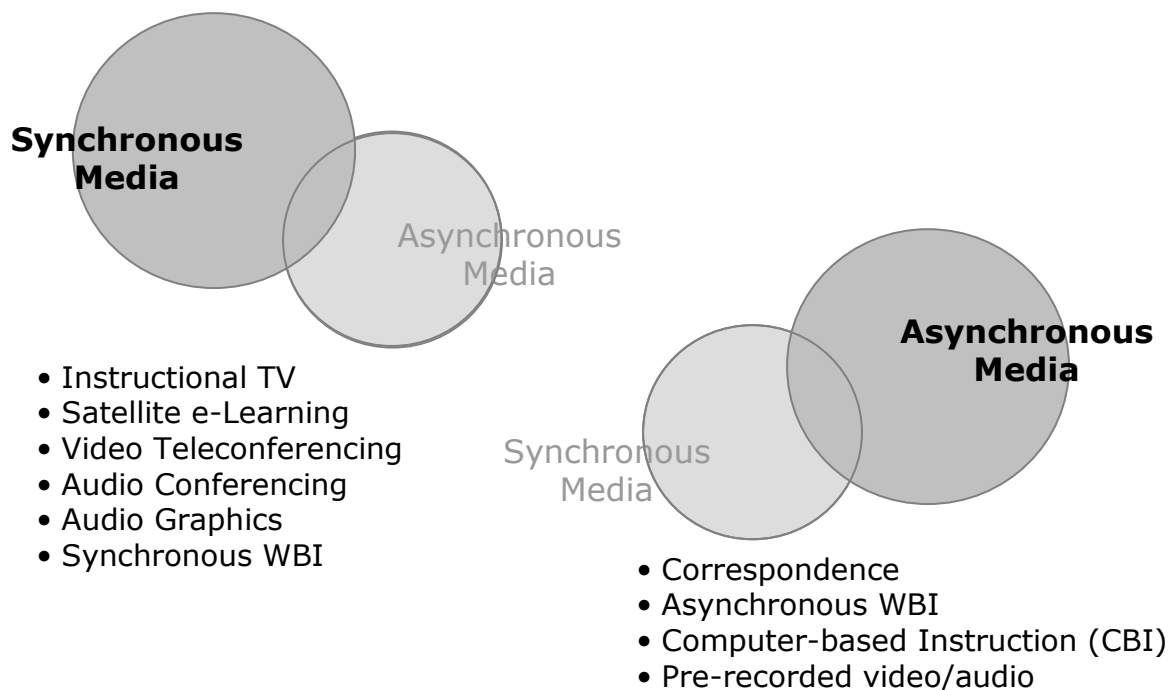 Synchronous
Media
Asynchronous
Media
• Instructional TV
• Satellite e-Learning
• Video Teleconferencing
• Audio Conferencing
• Audio Graphics
• Synchronous WBI
Asynchronous
Media
Synchronous
Media
• Correspondence
• Asynchronous WBI
• Computer-based Instruction (CBI)
• Pre-recorded video/audio